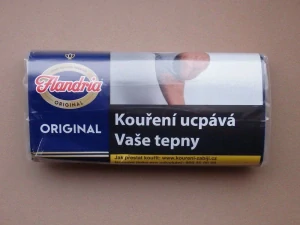 Flandria
ORIGINAL
ORIGINAL
Kouření ucpává
Vaše tepny
Jak přestat kouřit: www.koureni-zabiji.cz